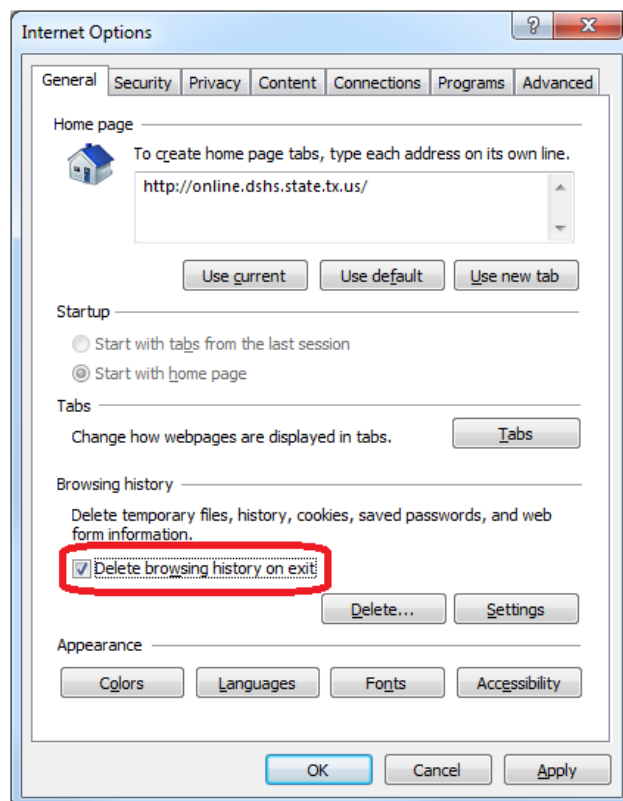 Internet Options
?
General Security Privacy Content Connections Programs Advanced
Home page
To create home page tabs, type each address on its own line.
http://online.dshs.state.tx.us/
Use current Use default Use new tab
Startup
Start with tabs from the last session
Start with home page
Tabs
Change how webpages are displayed in tabs. Tabs
Browsing history
Delete temporary files, history, cookies, saved passwords, and web
form information.
Delete browsing history on exit
Delete... Settings
Appearance
Colors Languages Fonts Accessibility
OK Cancel Apply